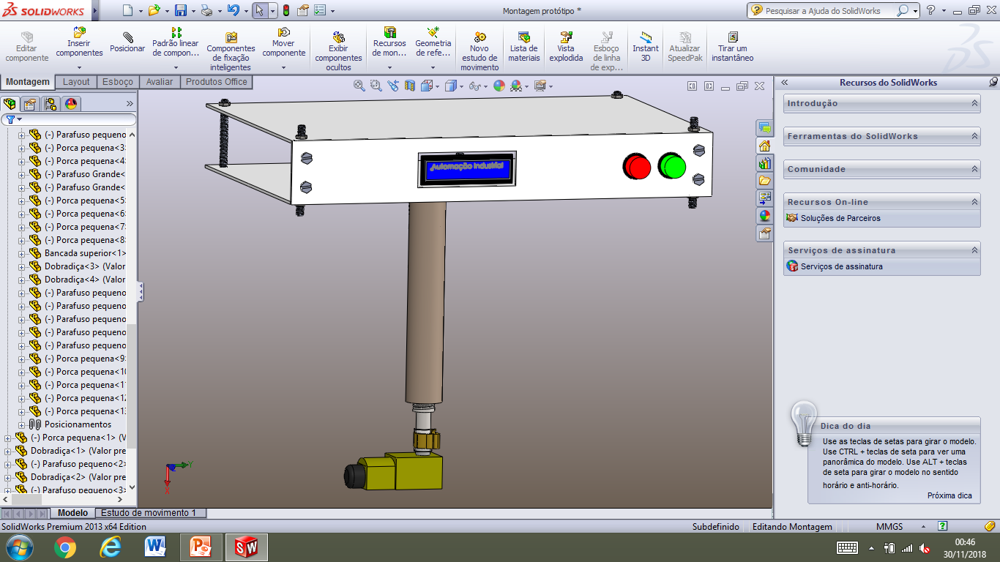 SOLIDWORKS
Montagem protótipo *
Pesquisar a Ajuda do SolidWorks
Editar componente
Inserir componentes
Posicionar
Padrão linear de compon...
Componentes de fixação inteligentes
Mover componente
Exibir componentes ocultos
Recursos de mon...
Geometria de refe...
Novo estudo de movimento
Lista de materiais
Vista explodida
Esboço de linha de exp...
Instant 3D
Atualizar SpeedPak
Tirar um instantâneo
Montagem
Layout
Esboço
Avaliar
Produtos Office
(-) Parafuso pequeno
(-) Porca pequena<3>
(-) Porca pequena<4>
(-) Parafuso Grande<
(-) Parafuso Grande<
(-) Porca pequena<5>
(-) Porca pequena<6>
(-) Porca pequena<7>
(-) Porca pequena<8>
Bancada superior<1>
Dobradiça<3> (Valor
Dobradiça<4> (Valor
(-) Parafuso pequeno
(-) Parafuso pequeno
(-) Parafuso pequeno
(-) Parafuso pequeno
(-) Parafuso pequeno
(-) Porca pequena<9>
(-) Porca pequena<10
(-) Porca pequena<11
(-) Porca pequena<12
(-) Porca pequena<13
Posicionamentos
(-) Porca pequena<1> (V
Dobradiça<1> (Valor pre
(-) Parafuso pequeno<2>
Dobradiça<2> (Valor pre
(-) Parafuso pequeno<3>
Automação Industrial
Y
X
Recursos do SolidWorks
Introdução
Ferramentas do SolidWorks
Comunidade
Recursos On-line
Soluções de Parceiros
Serviços de assinatura
Serviços de assinatura
Dica do dia
Use as teclas de setas para girar o modelo.
Use CTRL + teclas de seta para ver uma
panorâmica do modelo. Use ALT + teclas
de seta para girar o modelo no sentido
horário e anti-horário.
Próxima dica
Modelo
Estudo de movimento 1
SolidWorks Premium 2013 x64 Edition
Subdefinido
Editando Montagem
MMGS
00:46
30/11/2018